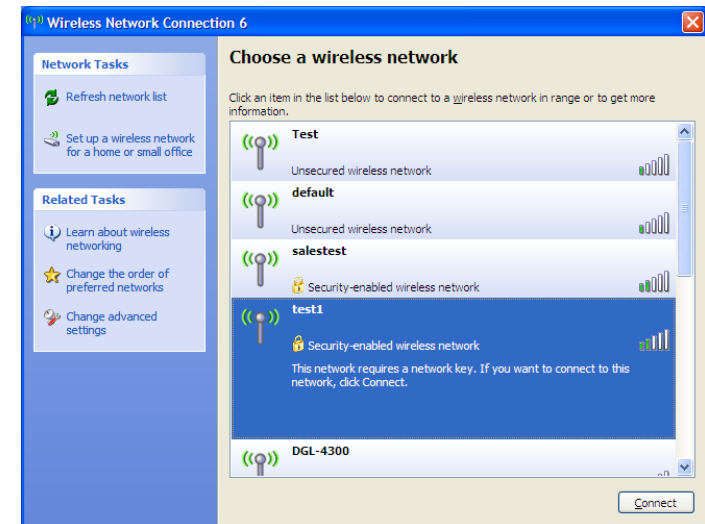 Wireless Network Connection 6
Network Tasks
Refresh network list
Set up a wireless network
for a home or small office
Related Tasks
Learn about wireless
networking
Change the order of
preferred networks
Change advanced
settings
Choose a wireless network
Click an item in the list below to connect to a wireless network in range or to get more
information.
Test
Unsecured wireless network
default
Unsecured wireless network
salestest
Security-enabled wireless network
test1
Security-enabled wireless network
This network requires a network key. If you want to connect to this
network, click Connect.
DGL-4300
Connect